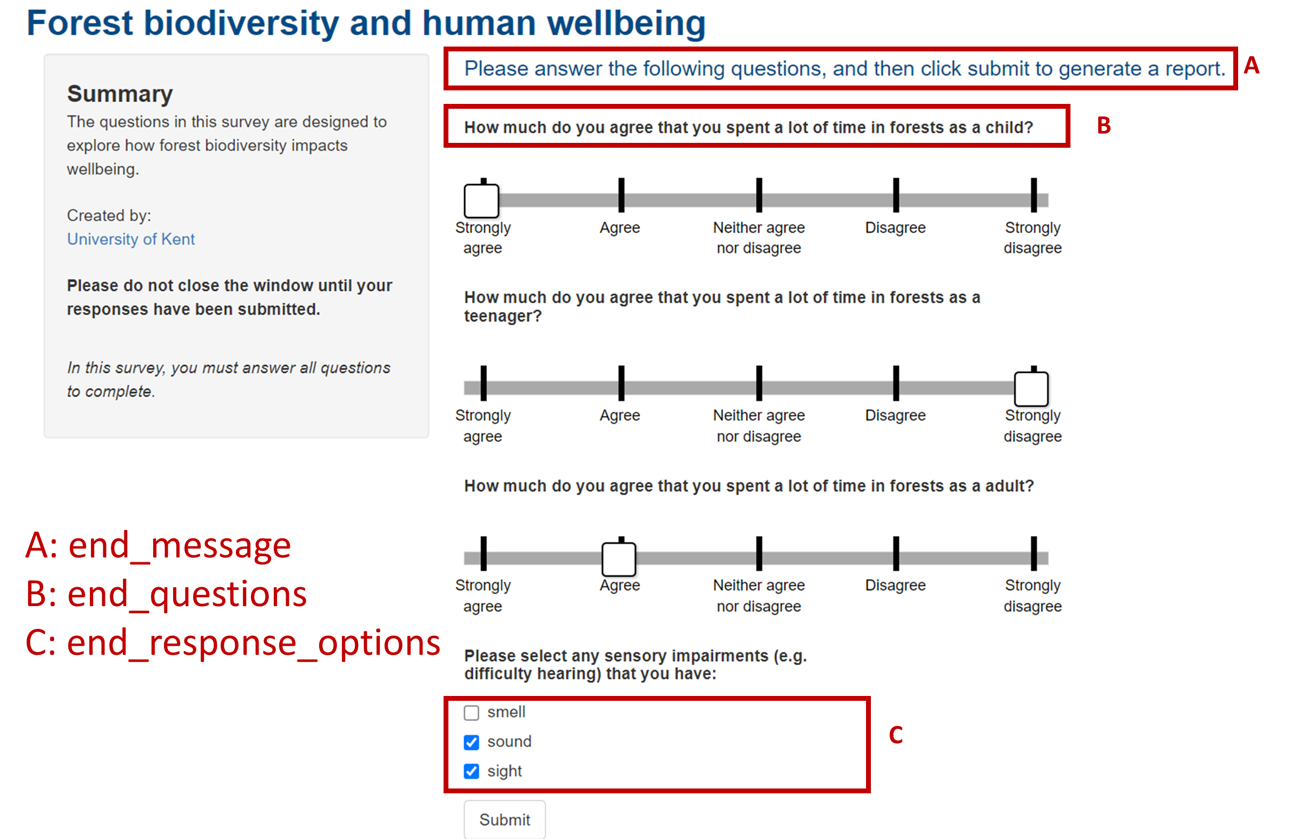 Forest biodiversity and human wellbeing
Summary
The questions in this survey are designed to
explore how forest biodiversity impacts
wellbeing.
Created by:
University of Kent
Please do not close the window until your
responses have been submitted.
In this survey, you must answer all questions
to complete.
Please answer the following questions, and then click submit to generate a report.
A
How much do you agree that you spent a lot of time in forests as a child?
B
Strongly agree
Agree
Neither agree nor disagree
Disagree
Strongly disagree
How much do you agree that you spent a lot of time in forests as a
teenager?
Strongly agree
Agree
Neither agree nor disagree
Disagree
Strongly disagree
How much do you agree that you spent a lot of time in forests as a adult?
Strongly agree
Agree
Neither agree nor disagree
Disagree
Strongly disagree
Please select any sensory impairments (e.g.
difficulty hearing) that you have:
smell
sound
sight
C
Submit
A: end_message
B: end_questions
C: end_response_options